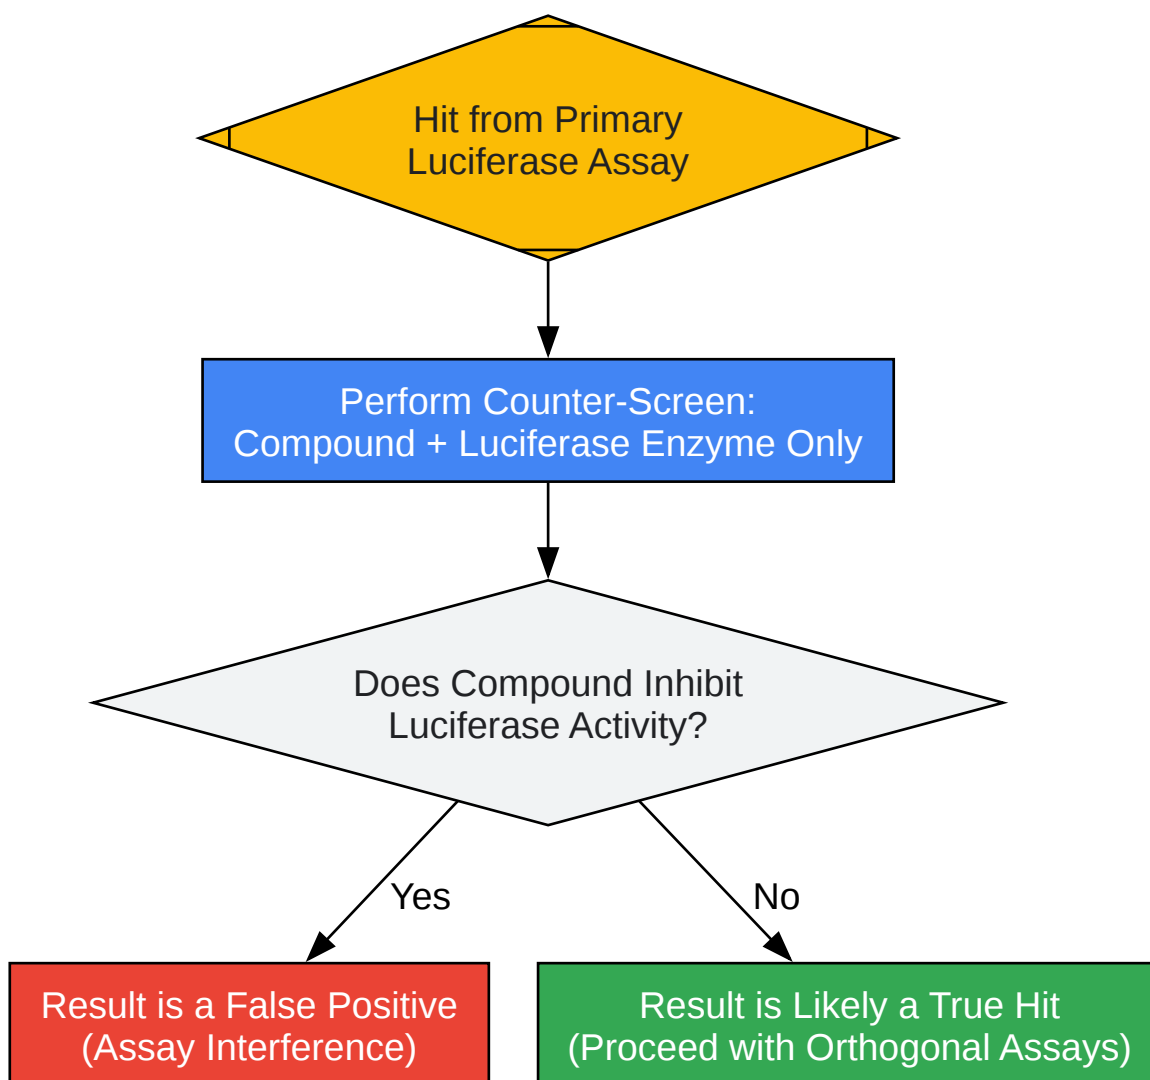 Hit from Primary
Luciferase Assay
Perform Counter-Screen:
Compound + Luciferase Enzyme Only
Does Compound Inhibit
Luciferase Activity?
Yes
No
Result is a False Positive
(Assay Interference)
Result is Likely a True Hit
(Proceed with Orthogonal Assays)